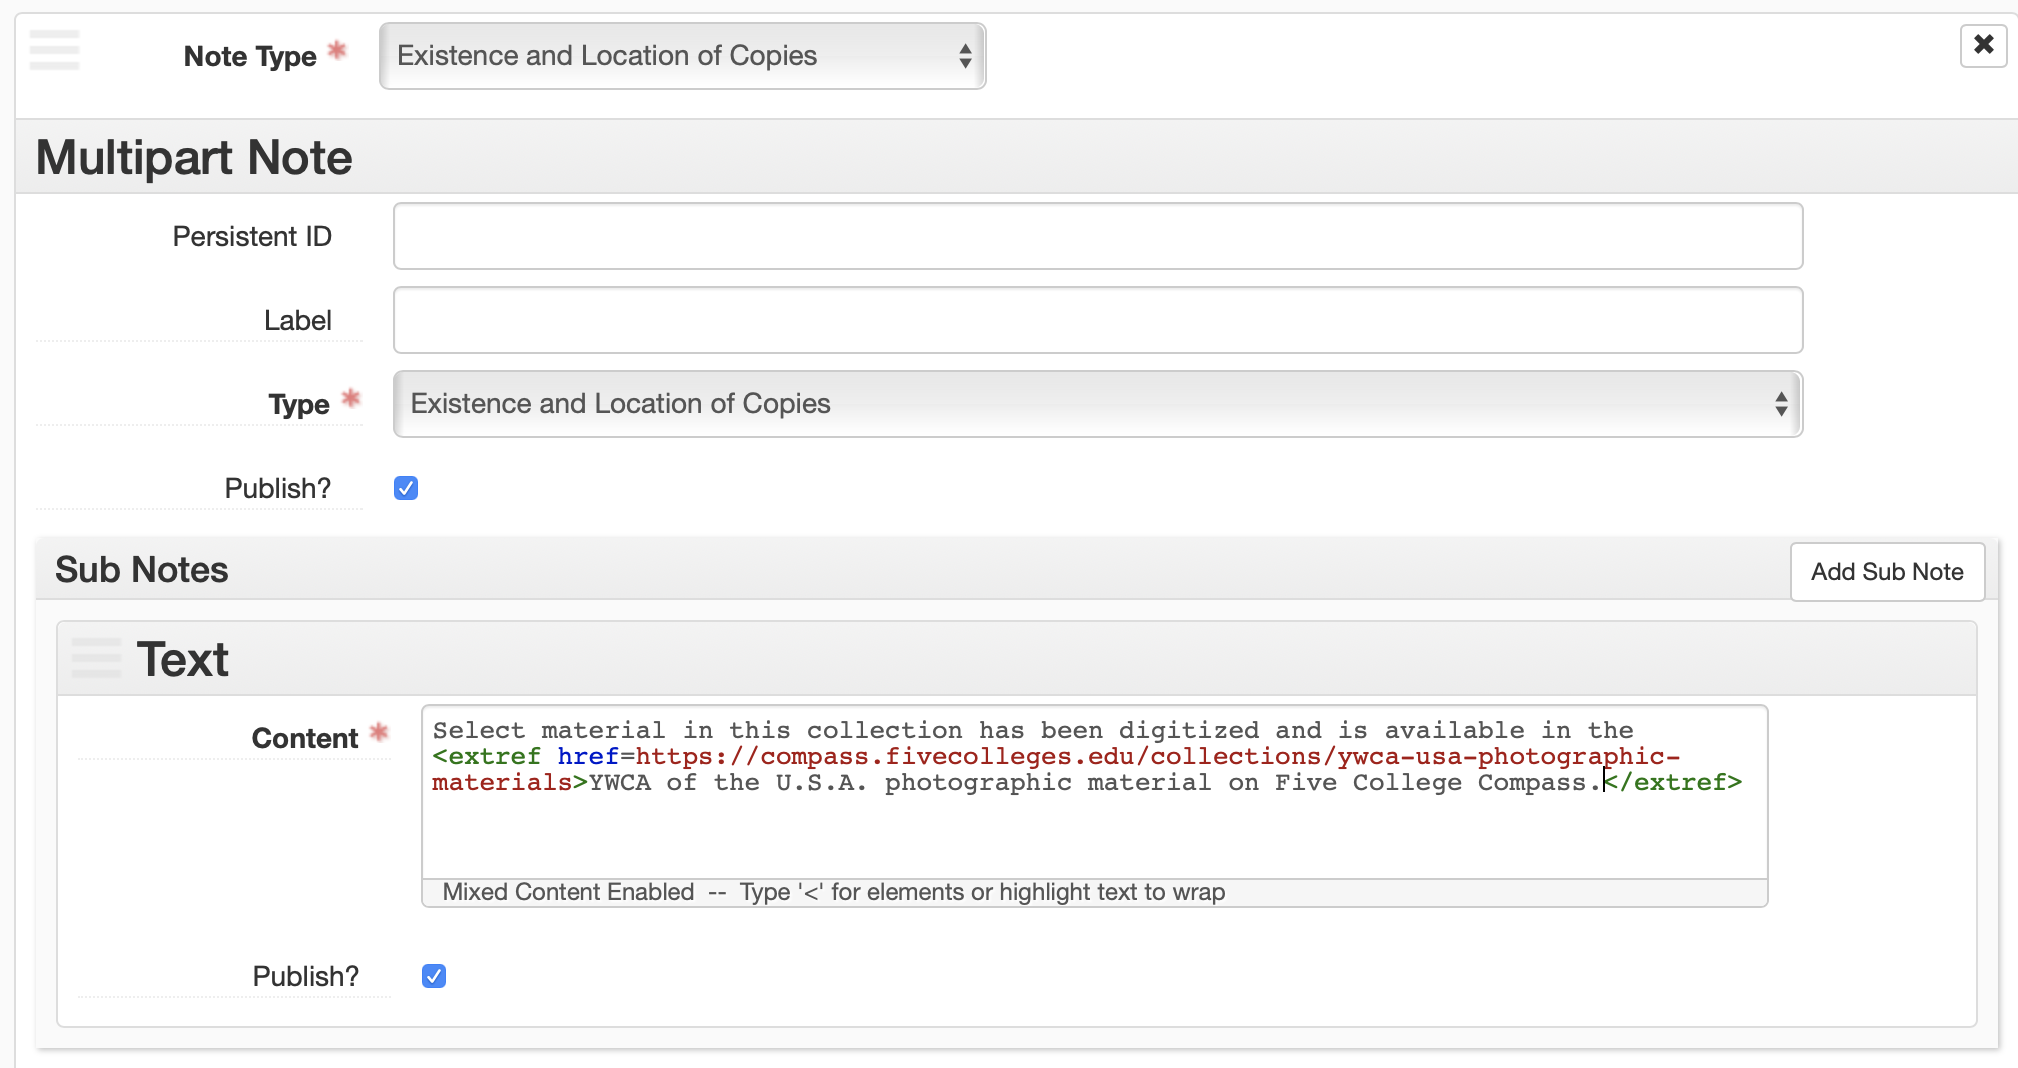 Note Type * Existence and Location of Copies ✖
Multipart Note
Persistent ID
Label
Type * Existence and Location of Copies
Publish?
Sub Notes Add Sub Note
Text
Content * Select material in this collection has been digitized and is available in the
<extref href=https://compass.fivecolleges.edu/collections/ywca-usa-photographic-
materials>YWCA of the U.S.A. photographic material on Five College Compass.</extref>
Mixed Content Enabled -- Type '<' for elements or highlight text to wrap
Publish?